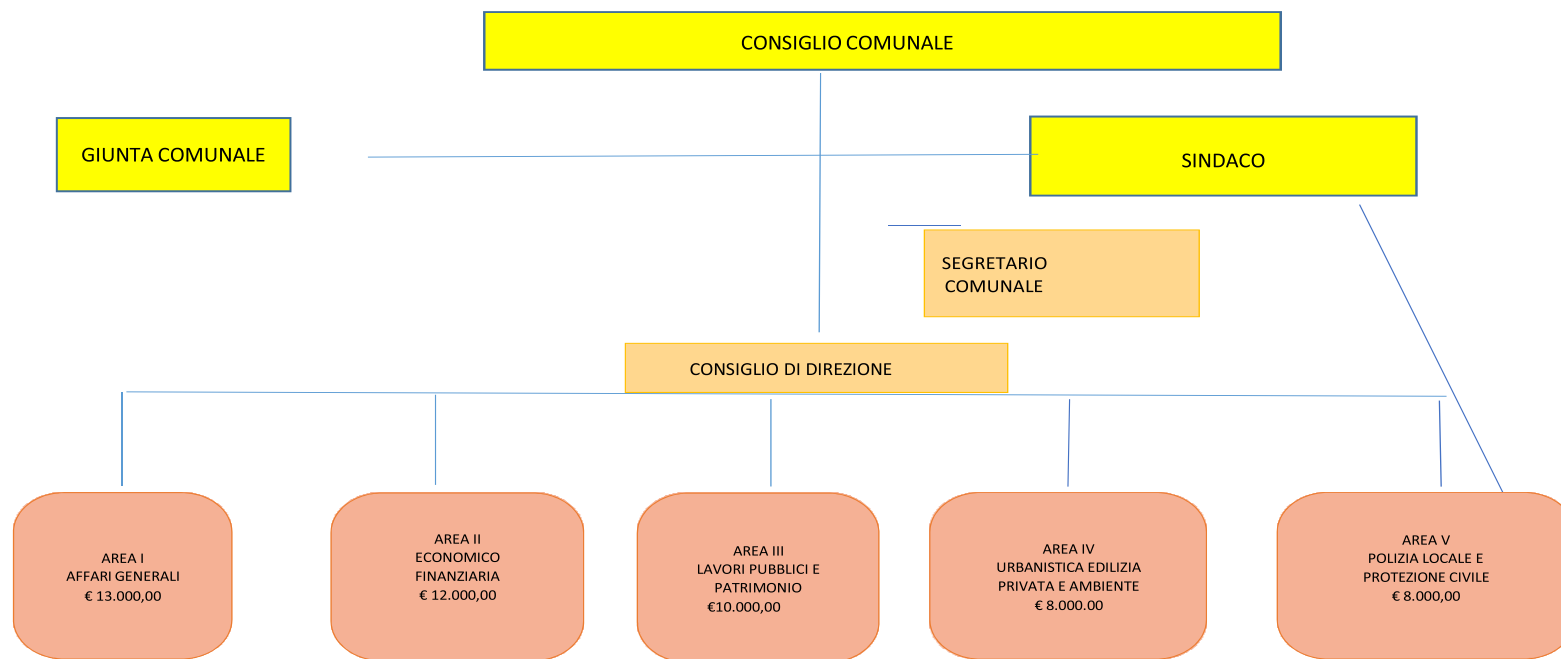 CONSIGLIO COMUNALE
GIUNTA COMUNALE
SINDACO
SEGRETARIO
COMUNALE
CONSIGLIO DI DIREZIONE
AREA I
AFFARI GENERALI
€ 13.000,00
AREA II
ECONOMICO
FINANZIARIA
€ 12.000,00
AREA III
LAVORI PUBBLICI E
PATRIMONIO
€10.000,00
AREA IV
URBANISTICA EDILIZIA
PRIVATA E AMBIENTE
€ 8.000.00
AREA V
POLIZIA LOCALE E
PROTEZIONE CIVILE
€ 8.000,00